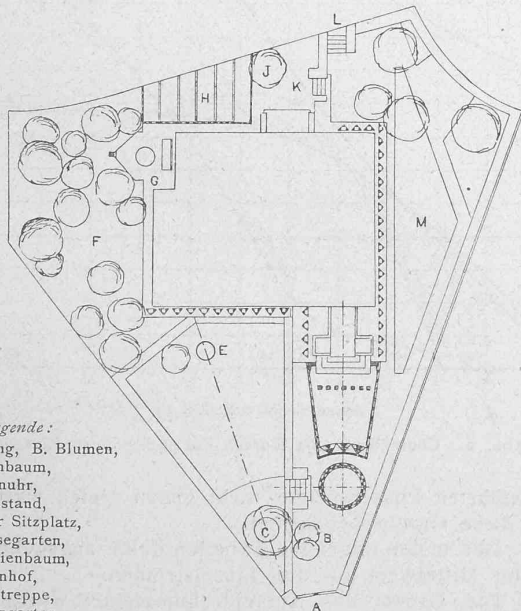 L
J
K
H
G
M
F
E
gende:
ng, B. Blumen,
nbaum,
nuhr,
stand,
r Sitzplatz,
segarten,
ienbaum,
nhof,
treppe,
C
B
A